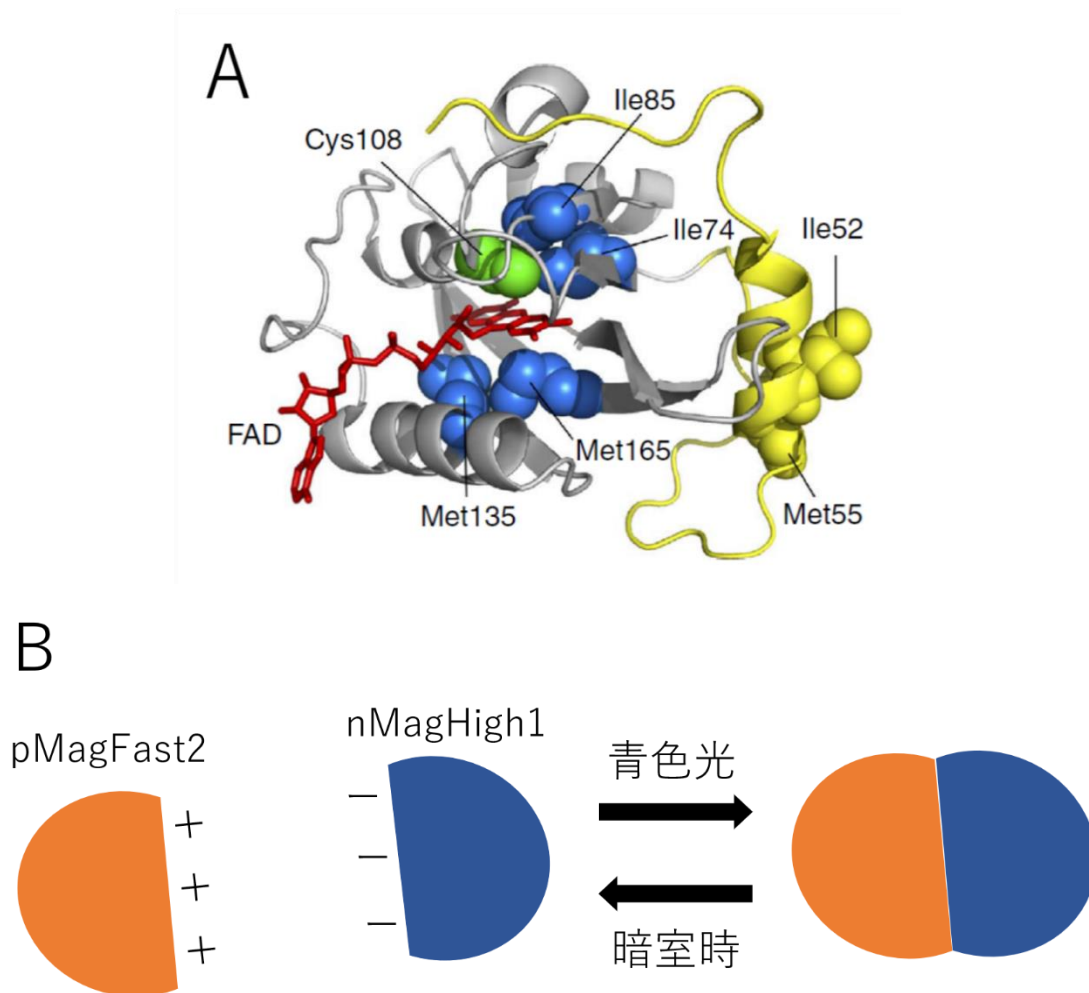 A
Ile85
Cys108
Ile74
Ile52
FAD
Met165
Met135
Met55
B
pMagFast2
nMagHigh1
青色光
+
+
+
−
−
−
暗室時